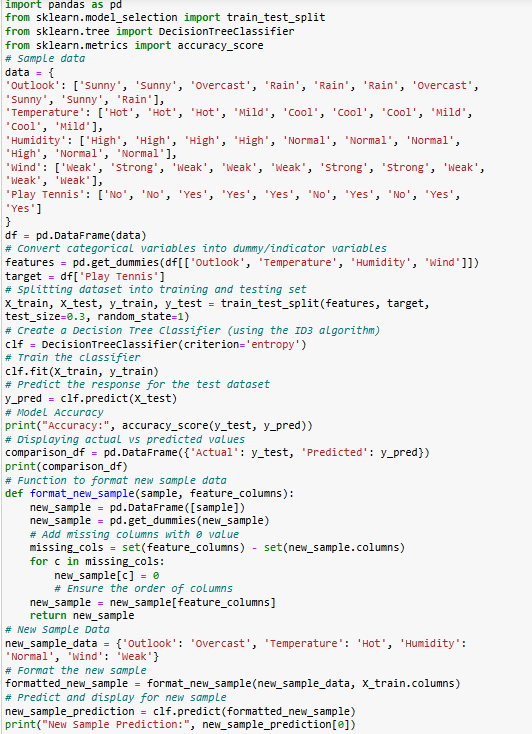 import pandas as pd
from sklearn.model_selection import train_test_split
from sklearn.tree import DecisionTreeClassifier
from sklearn.metrics import accuracy_score
# Sample data
data = {
'Outlook': ['Sunny', 'Sunny', 'Overcast', 'Rain', 'Rain', 'Rain', 'Overcast',
'Sunny', 'Sunny', 'Rain'],
'Temperature': ['Hot', 'Hot', 'Hot', 'Mild', 'Cool', 'Cool', 'Cool', 'Mild',
'Cool', 'Mild'],
'Humidity': ['High', 'High', 'High', 'High', 'Normal', 'Normal', 'Normal',
'High', 'Normal', 'Normal'],
'Wind': ['Weak', 'Strong', 'Weak', 'Weak', 'Weak', 'Strong', 'Strong', 'Weak',
'Weak', 'Weak'],
'Play Tennis': ['No', 'No', 'Yes', 'Yes', 'Yes', 'No', 'Yes', 'No', 'Yes',
'Yes']
}
df = pd.DataFrame(data)
# Convert categorical variables into dummy/indicator variables
features = pd.get_dummies(df[['Outlook', 'Temperature', 'Humidity', 'Wind']])
target = df['Play Tennis']
# Splitting dataset into training and testing set
X_train, X_test, y_train, y_test = train_test_split(features, target,
test_size=0.3, random_state=1)
# Create a Decision Tree Classifier (using the ID3 algorithm)
clf = DecisionTreeClassifier(criterion='entropy')
# Train the classifier
clf.fit(X_train, y_train)
# Predict the response for the test dataset
y_pred = clf.predict(X_test)
# Model Accuracy
print("Accuracy:", accuracy_score(y_test, y_pred))
# Displaying actual vs predicted values
comparison_df = pd.DataFrame({'Actual': y_test, 'Predicted': y_pred})
print(comparison_df)
# Function to format new sample data
def format_new_sample(sample, feature_columns):
    new_sample = pd.DataFrame([sample])
    new_sample = pd.get_dummies(new_sample)
    # Add missing columns with 0 value
    missing_cols = set(feature_columns) - set(new_sample.columns)
    for c in missing_cols:
        new_sample[c] = 0
        # Ensure the order of columns
    new_sample = new_sample[feature_columns]
    return new_sample
# New Sample Data
new_sample_data = {'Outlook': 'Overcast', 'Temperature': 'Hot', 'Humidity':
'Normal', 'Wind': 'Weak'}
# Format the new sample
formatted_new_sample = format_new_sample(new_sample_data, X_train.columns)
# Predict and display for new sample
new_sample_prediction = clf.predict(formatted_new_sample)
print("New Sample Prediction:", new_sample_prediction[0])